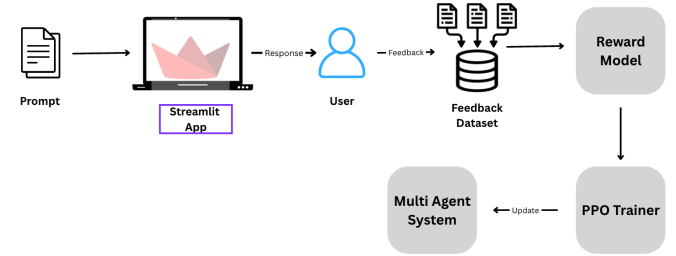 Prompt
Streamlit
App
Response
User
Feedback
Feedback
Dataset
Reward
Model
PPO Trainer
Update
Multi Agent
System